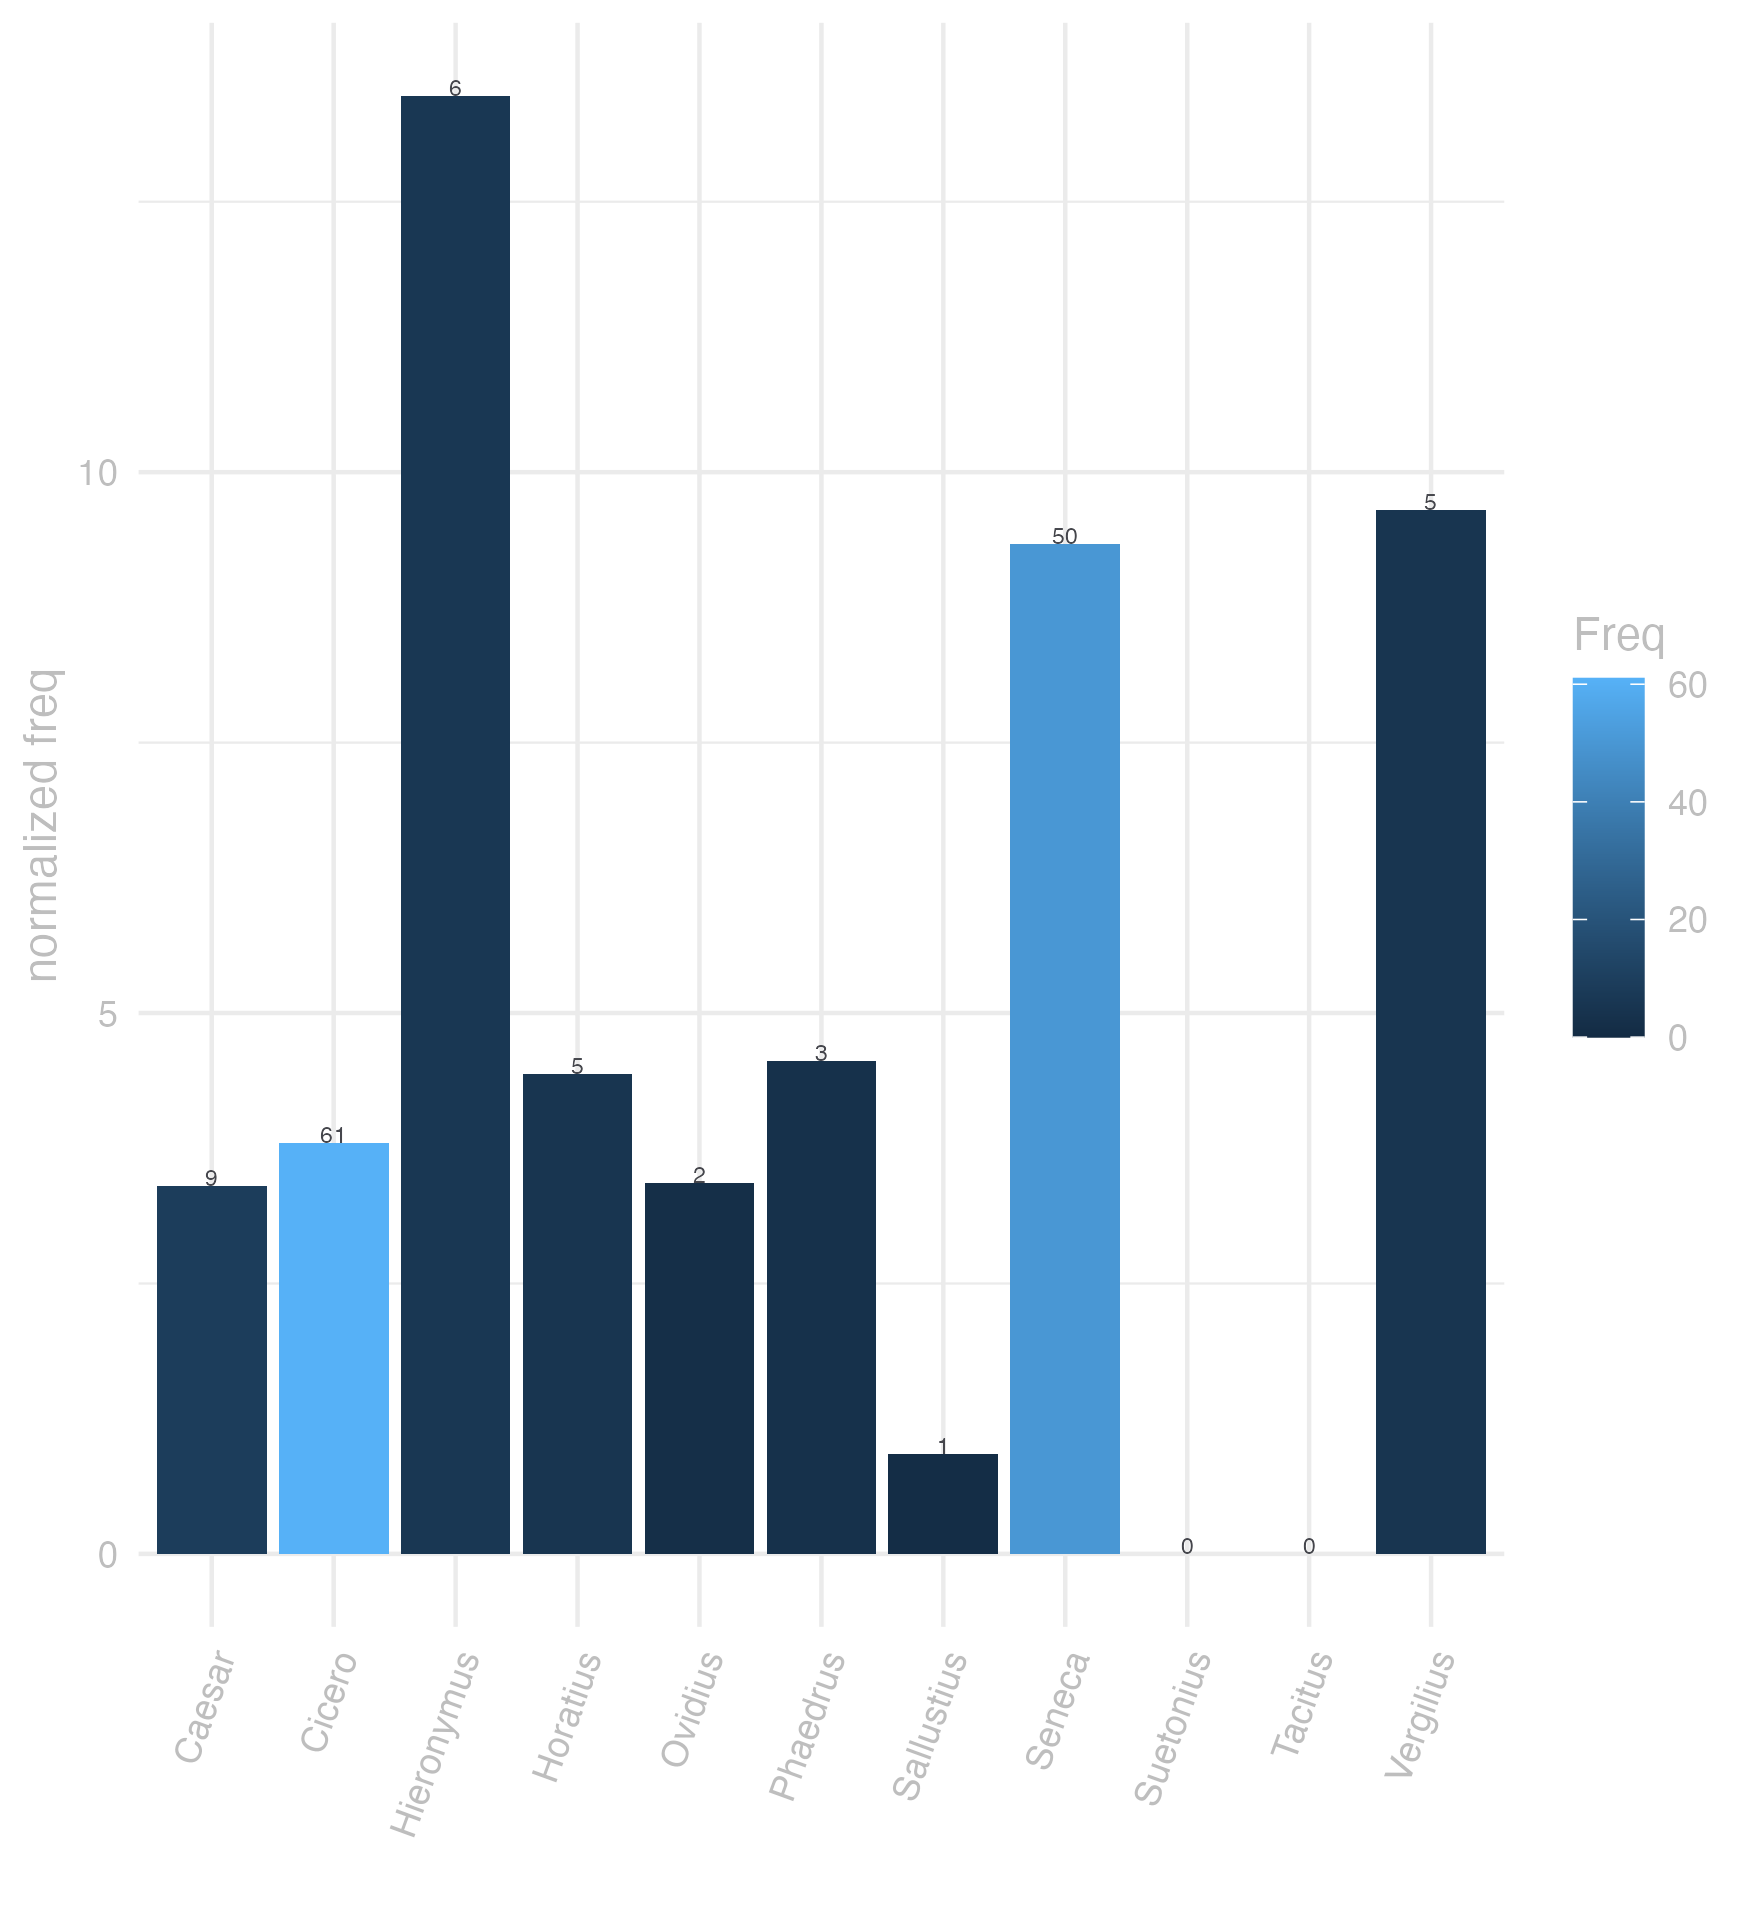 normalized freq
10
5
0
9
61
6
5
2
3
1
50
0
0
5
Caesar
Cicero
Hieronymus
Horatius
Ovidius
Phaedrus
Sallustius
Seneca
Suetonius
Tacitus
Vergilius
Freq
60
40
20
0